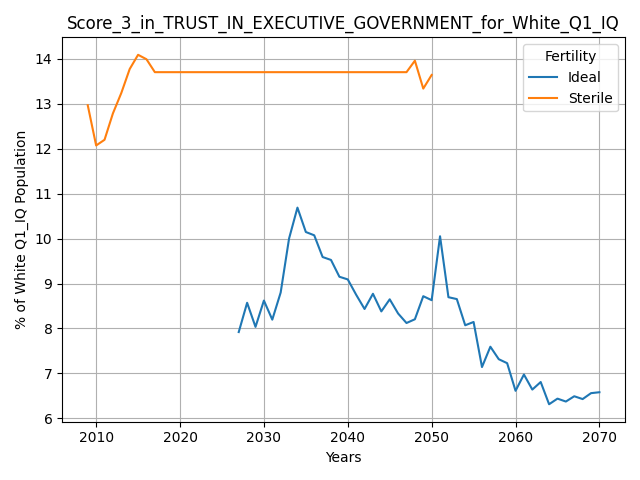 Score_3_in_TRUST_IN_EXECUTIVE_GOVERNMENT_for_White_Q1_IQ
Fertility
Ideal
Sterile
% of White Q1_IQ Population
14
13
12
11
10
9
8
7
6
2010 2020 2030 2040 2050 2060 2070
Years